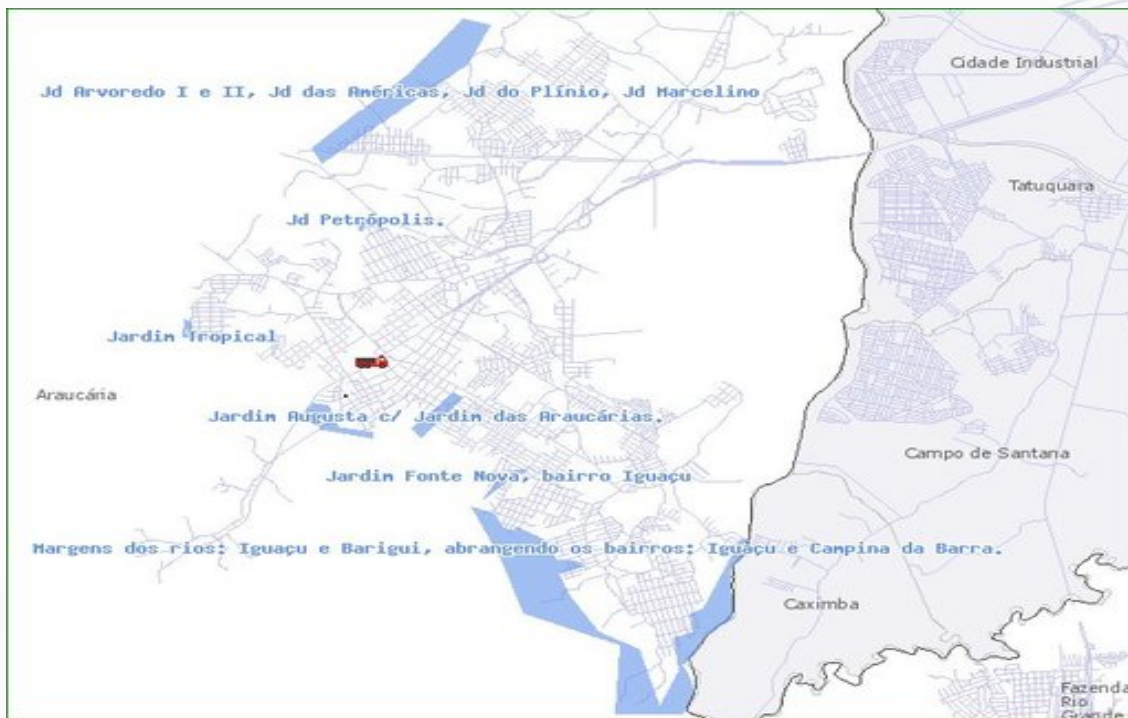 Cidade Industrial
Jd Arvoredo I e II, Jd das Américas, Jd do Plínio, Jd Marcelino
Tatuquara
Jd Petrópolis.
Jardim Tropical
Araucária
Jardim Augusta c/ Jardim das Araucárias.
Campo de Santana
Jardim Fonte Nova, bairro Iguaçu
Margens dos rios: Iguaçu e Barigui, abrangendo os bairros: Iguaçu e Campina da Barra.
Caximba
Fazenda
Rio
Grande